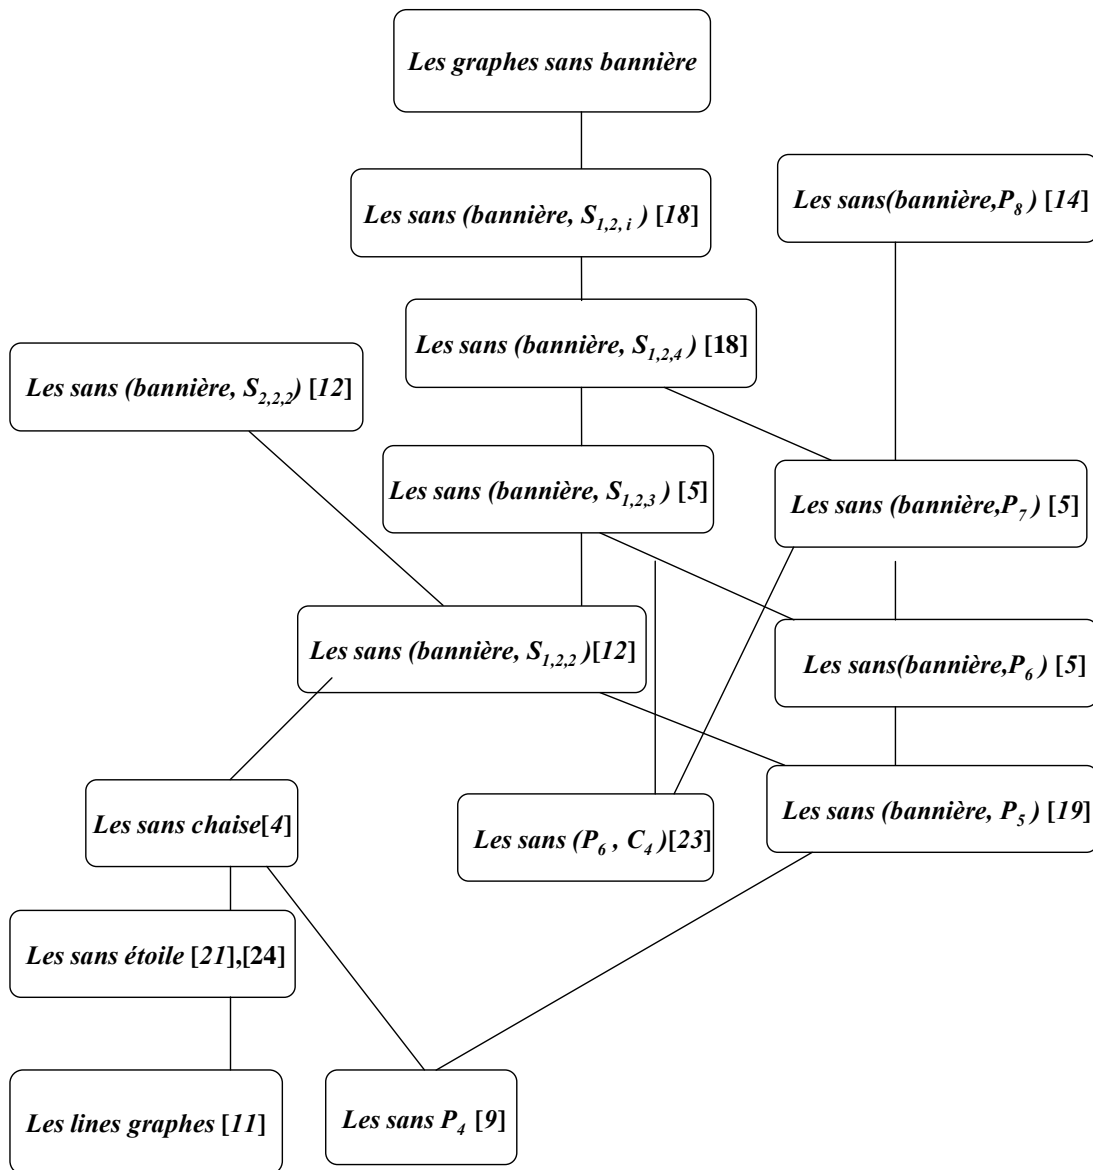 Les graphes sans bannière
Les sans (bannière, S1,2, i ) [18]
Les sans(bannière,P8 ) [14]
Les sans (bannière, S1,2,4 ) [18]
Les sans (bannière, S2,2,2) [12]
Les sans (bannière, S1,2,3 ) [5]
Les sans (bannière,P7 ) [5]
Les sans (bannière, S1,2,2 )[12]
Les sans(bannière,P6 ) [5]
Les sans chaise[4]
Les sans (P6 , C4 )[23]
Les sans (bannière, P5 ) [19]
Les sans étoile [21],[24]
Les lines graphes [11]
Les sans P4 [9]